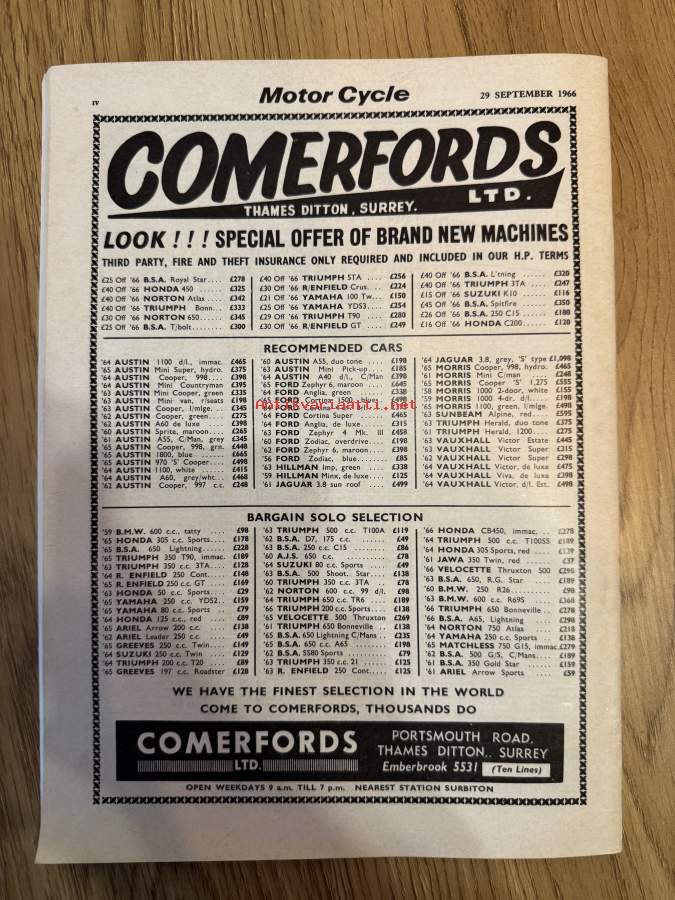 IV
Motor Cycle
29 SEPTEMBER 1966
COMERFORDS
LTD.
THAMES DITTON, SURREY.
LOOK ! ! ! SPECIAL OFFER OF BRAND NEW MACHINES
THIRD PARTY, FIRE AND THEFT INSURANCE ONLY REQUIRED AND INCLUDED IN OUR H.P. TERMS
£25 Off '66 B.S.A. Royal Star.... £278
£40 Off '66 HONDA 450 .... £325
£40 Off '66 NORTON Atlas .... £342
£40 Off '66 TRIUMPH Bonn... £333
£30 Off '66 NORTON 650.... £345
£25 Off '66 B.S.A. T/bolt.... £300
£40 Off '66 TRIUMPH 5TA .... £256
£30 Off '66 R/ENFIELD Crus... £224
£21 Off '66 YAMAHA 100 Tw... £150
£25 Off '66 YAMAHA YDS3.... £254
£29 Off '66 TRIUMPH T90 .... £280
£30 Off '66 R/ENFIELD GT .... £249
£40 Off '66 B.S.A. L'tning .... £320
£40 Off '66 TRIUMPH 3TA .... £247
£15 Off '66 SUZUKI K10 .... £116
£45 Off '66 B.S.A. Spitfire .... £350
£26 Off '66 B.S.A. 250 C15 .... £180
£16 Off '66 HONDA C200.... £120
RECOMMENDED CARS
'64 AUSTIN 1100 d/l., immac. £465
'65 AUSTIN Mini Super, hydro. £375
'64 AUSTIN Cooper, 998.... £398
'64 AUSTIN Mini Countryman £395
'63 AUSTIN Mini Cooper, green £335
'63 AUSTIN Mini van, r/seats £198
'63 AUSTIN Cooper, l/mlge. ... £345
'62 AUSTIN Cooper, green .... £275
'62 AUSTIN A60 de luxe .... £398
'60 AUSTIN Sprite, maroon .. £265
'61 AUSTIN A55, C/Man, grey £345
'65 AUSTIN Cooper, 998, grn. £448
'65 AUSTIN 1800, blue .... £665
'65 AUSTIN 970 'S' Cooper.... £498
'64 AUSTIN 1100, white .... £415
'64 AUSTIN A60, grey/wht... £468
'62 AUSTIN Cooper, 997 c.c. £248
'60 AUSTIN A55, duo tone .... £198
'63 AUSTIN Mini Pick-up .... £185
'64 AUSTIN A40 d/l., C/Man £398
'65 FORD Zephyr 6, maroon .... £645
'64 FORD Anglia, green .... £338
FORD Cortina 1500
'64 FORD Cortina Super .... £465
'64 FORD Anglia, de luxe .... £315
'63 FORD Zephyr 4 Mk. III £458
'60 FORD Zodiac, overdrive .... £198
'62 FORD Zephyr 6, maroon .... £398
'56 FORD Zodiac, blue........ £85
'63 HILLMAN Imp, green .... £338
'59 HILLMAN Minx, de luxe.... £125
'61 JAGUAR 3.8 sun roof .... £499
'64 JAGUAR 3.8, grey, 'S' type £1,098
'65 MORRIS Cooper, 998, hydro. £465
'61 MORRIS Mini C/man .... £248
'65 MORRIS Cooper 'S' 1,275 £555
'58 MORRIS 1000 2-door, white £155
'59 MORRIS 1000 4-dr. d/l.... £198
'65 MORRIS 1100, green, l/mlge £498
'63 SUNBEAM Alpine, red .... £595
'63 TRIUMPH Herald, duo tone £375
'61 TRIUMPH Herald, 1200.... £275
'63 VAUXHALL Victor Estate £445
'63 VAUXHALL Victor Super £315
'62 VAUXHALL Victor Super £298
'64 VAUXHALL Victor, de luxe £475
'64 VAUXHALL Viva, de luxe £398
'64 VAUXHALL Victor, d/l. Est. £498
antikvariaatti.net
BARGAIN SOLO SELECTION
'59 B.M.W. 600 c.c., tatty .... £98
'65 HONDA 305 c.c. Sports.... £178
'65 B.S.A. 650 Lightning...... £228
'65 TRIUMPH 350 T90, immac. £189
'63 TRIUMPH 350 c.c. 3TA.... £128
'64 R. ENFIELD 250 Cont..... £148
'65 R. ENFIELD 250 c.c. GT .. £169
'63 HONDA 50 c.c. Sports .... £29
'65 YAMAHA 250 c.c. YDS2.. £159
'65 YAMAHA 80 c.c. Sports .. £79
'64 HONDA 125 c.c., red .... £89
'65 ARIEL Arrow 200 c.c. .... £138
'62 ARIEL Leader 250 c.c. .... £49
'65 GREEVES 250 c.c. Twin.... £149
'64 SUZUKI 250 c.c. Twin .... £129
'64 TRIUMPH 200 c.c. T20 .... £89
'65 GREEVES 197 c.c. Roadster £128
'63 TRIUMPH 500 c.c. T100A £119
'62 B.S.A. D7, 175 c.c. .... £49
'63 B.S.A. 250 c.c. C15 .... £86
'60 A.J.S. 650 c.c. .... £78
'64 SUZUKI 80 c.c. Sports .... £49
'63 B.S.A. 500 Shoot. Star.... £138
'60 TRIUMPH 350 c.c. 3TA .. £78
'62 NORTON 600 c.c. 99 d/l. £98
'64 TRIUMPH 650 c.c. TR6 .. £189
'66 TRIUMPH 200 c.c. Sports .. £138
'65 VELOCETTE 500 Thruxton £269
'61 TRIUMPH 650 Bonneville .. £138
'65 B.S.A. 650 Lightning C/Mans .. £235
'65 B.S.A. 650 c.c. A65 .... £198
'62 B.S.A. S580 Sports .... £79
'63 TRIUMPH 350 c.c. 21 .... £125
'63 R. ENFIELD 250 Cont..... £125
'66 HONDA CB450, immac. .. £278
'64 TRIUMPH 500 c.c. T100SS £189
'64 HONDA 305 Sports, red .... £139
'61 JAWA 350 Twin, red .... £37
'66 VELOCETTE Thruxton 500 £298
'63 B.S.A. 650, R.G. Star .... £189
'60 B.M.W. 250 R26........ £98
'63 B.M.W. 600 c.c. R69S .. £368
'66 TRIUMPH 650 Bonneville .. £278
'66 B.S.A. A65, Lightning .... £298
'64 NORTON 750 Atlas .... £218
'64 YAMAHA 250 c.c. Sports .. £138
'65 MATCHLESS 750 G15, immac. £279
'62 B.S.A. 500 G/S, C/Mans.... £189
'61 B.S.A. 350 Gold Star .... £159
'61 ARIEL Arrow Sports .... £59
WE HAVE THE FINEST SELECTION IN THE WORLD
COME TO COMERFORDS, THOUSANDS DO
COMERFORDS
LTD.
PORTSMOUTH ROAD,
THAMES DITTON.. SURREY
Emberbrook 5531 (Ten Lines)
OPEN WEEKDAYS 9 a.m. TILL 7 p.m. NEAREST STATION SURBITON